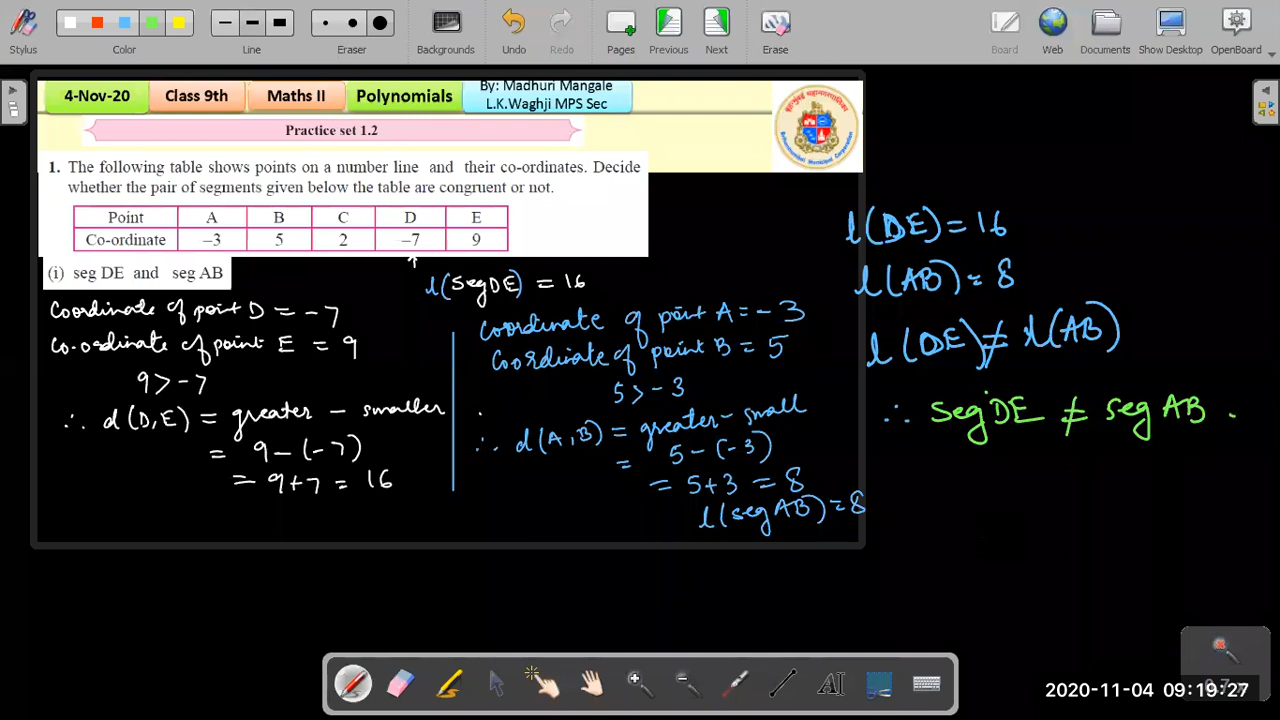 Stylus
Color
Line
Eraser
Backgrounds
Undo
Redo
Pages
Previous
Next
Erase
Board
Web
Documents
Show Desktop
OpenBoard
4-Nov-20
Class 9th
Maths II
Polynomials
By: Madhuri Mangale
L.K.Waghji MPS Sec
Practice set 1.2
1. The following table shows points on a number line and their co-ordinates. Decide
whether the pair of segments given below the table are congruent or not.
Point A B C D E
Co-ordinate −3 5 2 −7 9
(i) seg DE and seg AB
l(seg DE) = 16
Coordinate of point D = -7
Co-ordinate of point E = 9
9 > -7
∴ d(D,E) = greater - smaller
= 9 - (-7)
= 9+7 = 16
Coordinate of point A = -3
Coordinate of point B = 5
5 > -3
∴ d(A,B) = greater - small
= 5 - (-3)
= 5+3 = 8
l(seg AB) = 8
l(DE) = 16
l(AB) = 8
l(DE) ≠ l(AB)
∴ seg DE ≠ seg AB .
2020-11-04 09:19:27